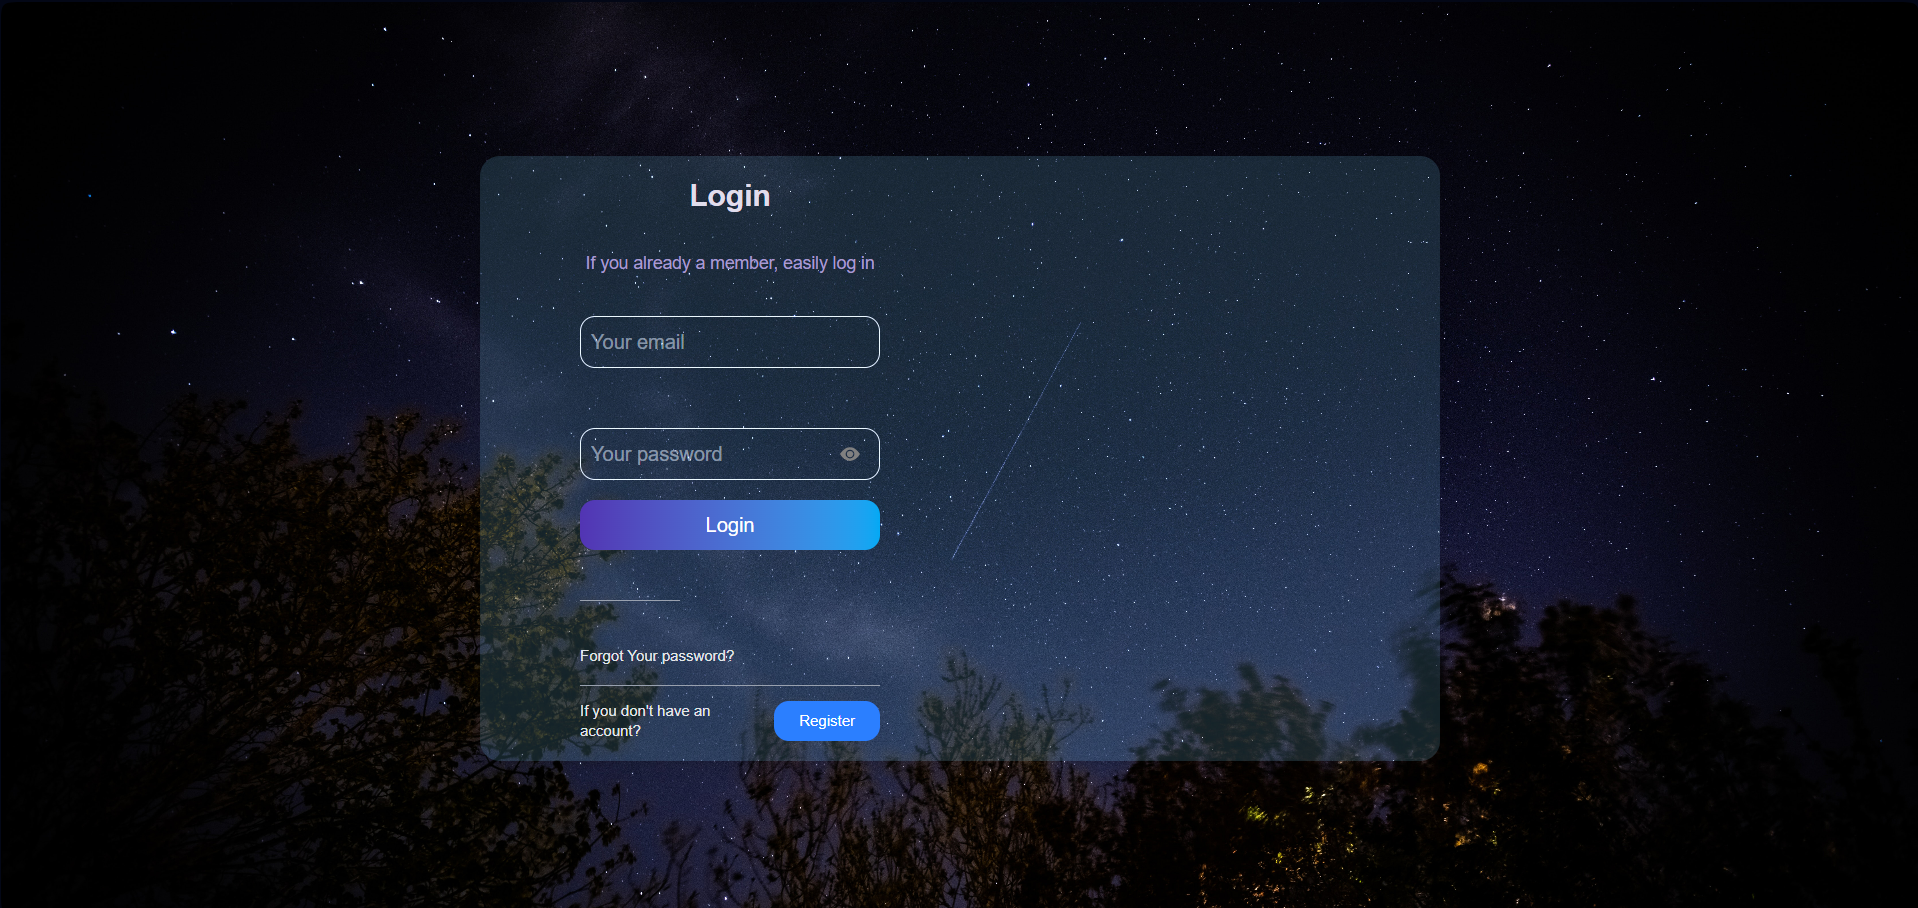 Login
If you already a member, easily log in
Your email
Your password
Login
Forgot Your password?
If you don't have an
account?
Register